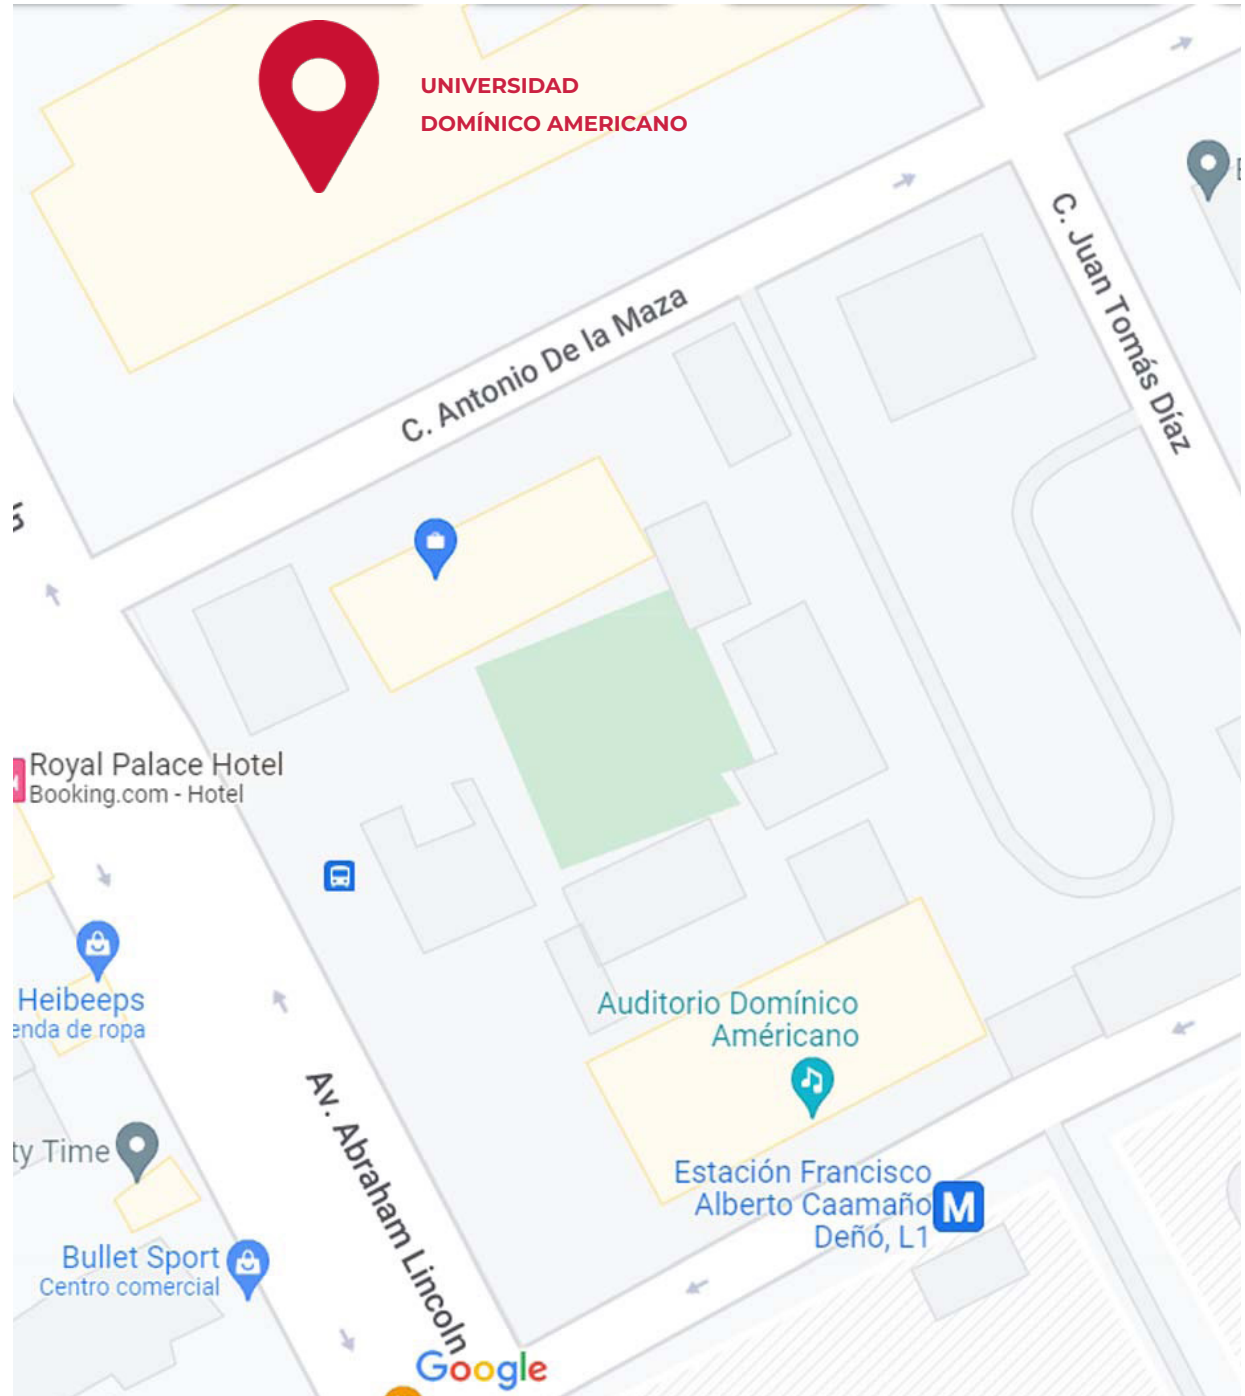 UNIVERSIDAD
DOMÍNICO AMERICANO
C. Juan Tomás Díaz
C. Antonio De la Maza
Royal Palace Hotel
Booking.com - Hotel
Heibeeps
enda de ropa
Auditorio Domínico
Américano
Av. Abraham Lincoln
ty Time
Estación Francisco
Alberto Caamaño
Deñó, L1
M
Bullet Sport
Centro comercial
Google